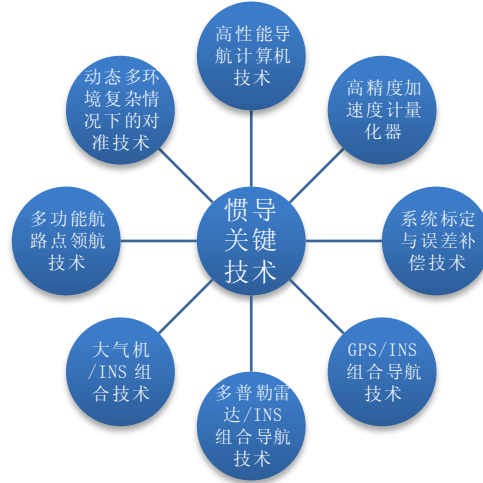 高性能导
航计算机
技术
高精度加
速度计量
化器
系统标定
与误差补
偿技术
GPS/INS
组合导航
技术
多普勒雷
达/INS
组合导航
技术
大气机
/INS 组
合技术
多功能航
路点领航
技术
动态多环
境复杂情
况下的对
准技术
惯导
关键
技术